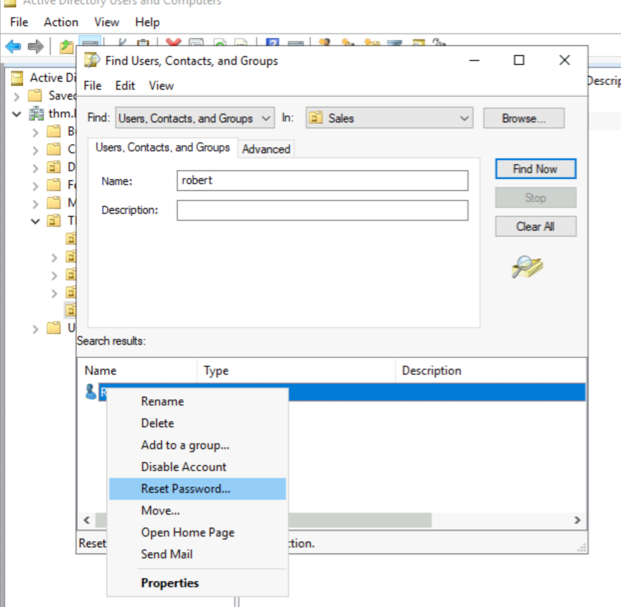 Active Directory Users and Computers
File Action View Help
Find Users, Contacts, and Groups
Active Di
Saved
thm.l
File Edit View
Find: Users, Contacts, and Groups In: Sales Browse...
Users, Contacts, and Groups Advanced
Name: robert
Description:
Find Now
Stop
Clear All
Descrip
B
C
D
Fo
M
TH
U
Search results:
Name Type Description
R
Rename
Delete
Add to a group...
Disable Account
Reset Password...
Move...
Open Home Page
Send Mail
Properties
Reset
ction.